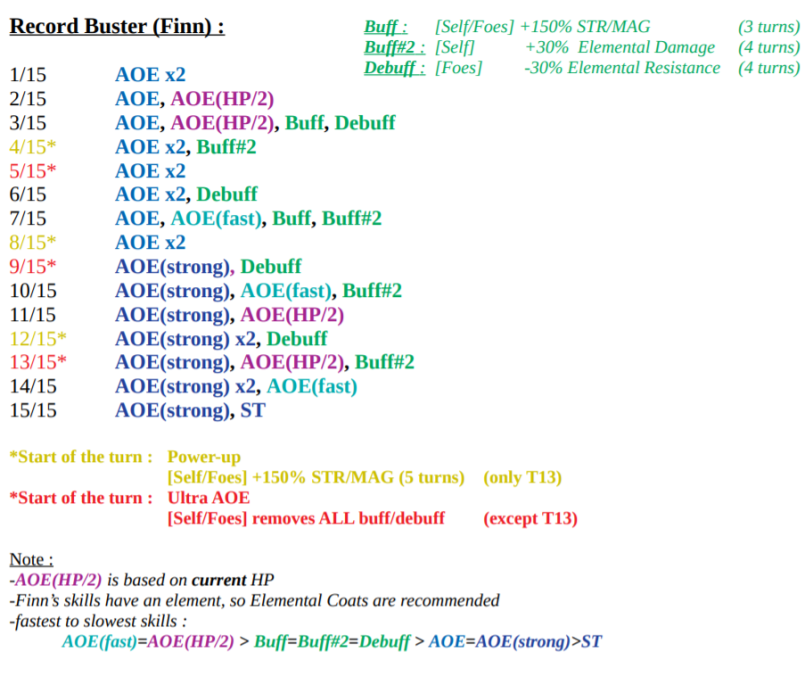 Record Buster (Finn) :
Buff : [Self/Foes] +150% STR/MAG (3 turns)
Buff#2 : [Self] +30% Elemental Damage (4 turns)
Debuff : [Foes] -30% Elemental Resistance (4 turns)
1/15 AOE x2
2/15 AOE, AOE(HP/2)
3/15 AOE, AOE(HP/2), Buff, Debuff
4/15* AOE x2, Buff#2
5/15* AOE x2
6/15 AOE x2, Debuff
7/15 AOE, AOE(fast), Buff, Buff#2
8/15* AOE x2
9/15* AOE(strong), Debuff
10/15 AOE(strong), AOE(fast), Buff#2
11/15 AOE(strong), AOE(HP/2)
12/15* AOE(strong) x2, Debuff
13/15* AOE(strong), AOE(HP/2), Buff#2
14/15 AOE(strong) x2, AOE(fast)
15/15 AOE(strong), ST
*Start of the turn : Power-up
[Self/Foes] +150% STR/MAG (5 turns) (only T13)
*Start of the turn : Ultra AOE
[Self/Foes] removes ALL buff/debuff (except T13)
Note :
-AOE(HP/2) is based on current HP
-Finn's skills have an element, so Elemental Coats are recommended
-fastest to slowest skills :
AOE(fast)=AOE(HP/2) > Buff=Buff#2=Debuff > AOE=AOE(strong)>ST